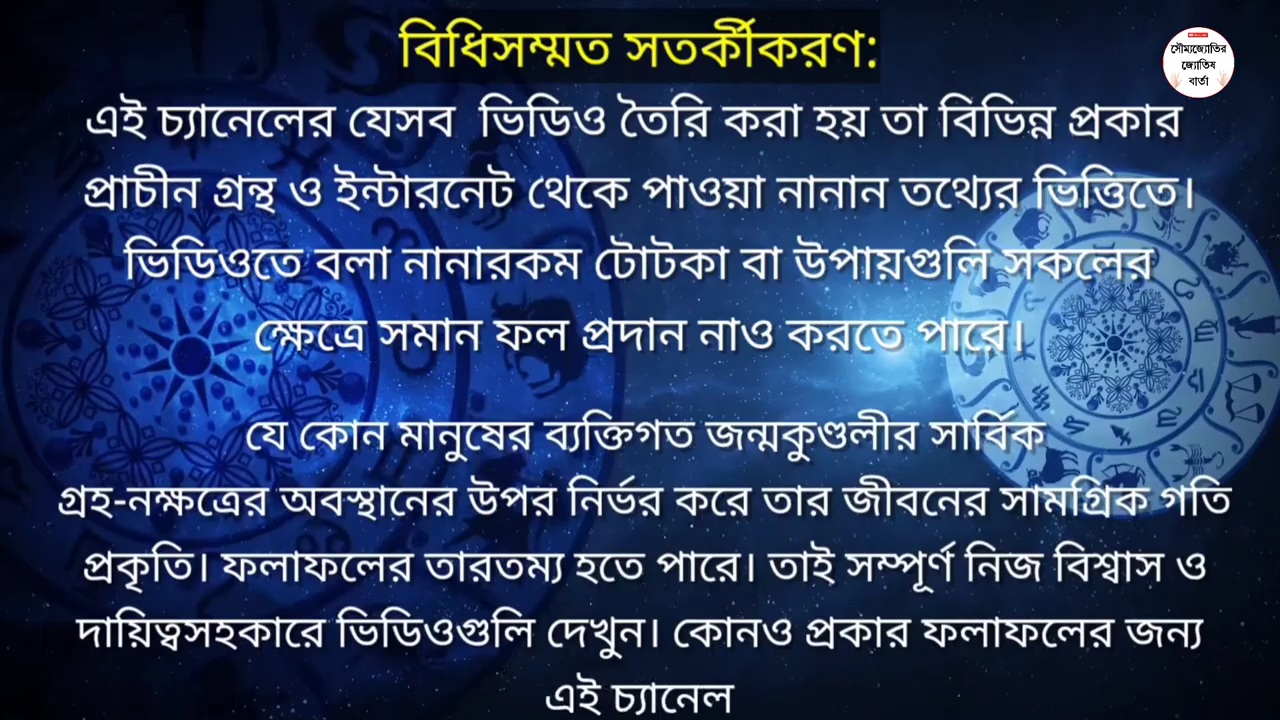 বিধিসম্মত সতর্কীকরণ:
সৌম্যজ্যোতির
জ্যোতিষ
বার্তা
এই চ্যানেলের যেসব ভিডিও তৈরি করা হয় তা বিভিন্ন প্রকার
প্রাচীন গ্রন্থ ও ইন্টারনেট থেকে পাওয়া নানান তথ্যের ভিত্তিতে।
ভিডিওতে বলা নানারকম টোটকা বা উপায়গুলি সকলের
ক্ষেত্রে সমান ফল প্রদান নাও করতে পারে।
যে কোন মানুষের ব্যক্তিগত জন্মকুণ্ডলীর সার্বিক
গ্রহ-নক্ষত্রের অবস্থানের উপর নির্ভর করে তার জীবনের সামগ্রিক গতি
প্রকৃতি। ফলাফলের তারতম্য হতে পারে। তাই সম্পূর্ণ নিজ বিশ্বাস ও
দায়িত্বসহকারে ভিডিওগুলি দেখুন। কোনও প্রকার ফলাফলের জন্য
এই চ্যানেল